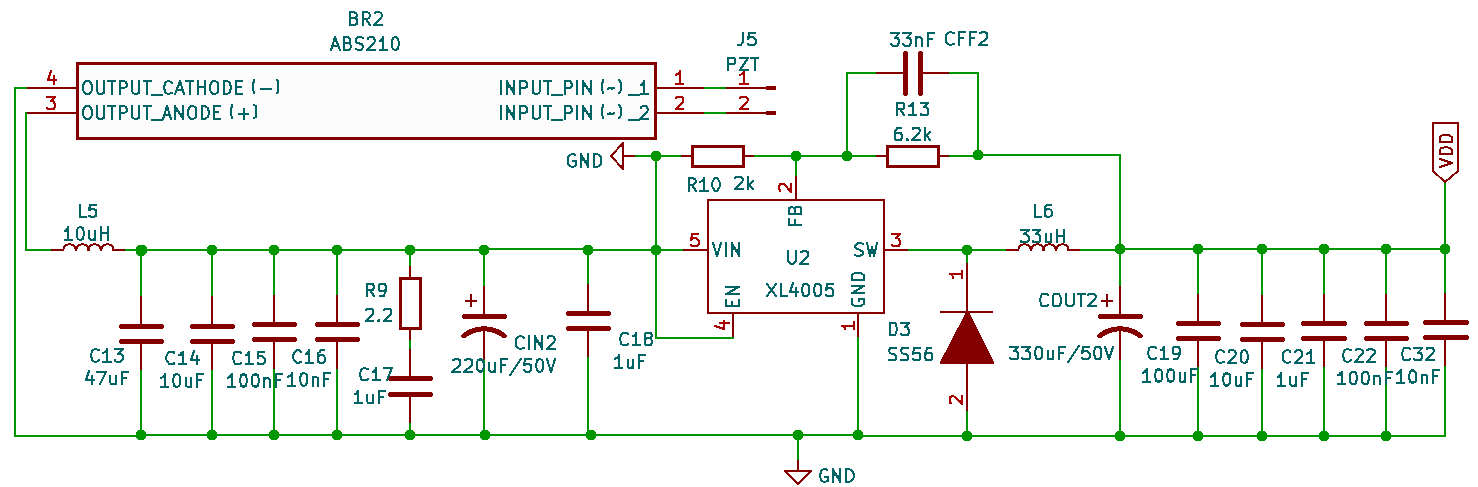 BR2
ABS210
33nF CFF2
J5
PZT
4 OUTPUT_CATHODE (-) INPUT_PIN (~)_1 1 1
3 OUTPUT_ANODE (+) INPUT_PIN (~)_2 2 2
R13
6.2k
VDD
GND
R10 2k
2
FB
L5
10uH
L6
33uH
5 VIN SW 3
U2
XL4005
EN
GND
4
1
1
R9
2.2
+
COUT2+
D3
SS56
C13
47uF
C14
10uF
C15
100nF
C16
10nF
C17
1uF
CIN2
220uF/50V
C18
1uF
330uF/50V
C19
100uF
C20
10uF
C21
1uF
C22
100nF
C32
10nF
2
GND